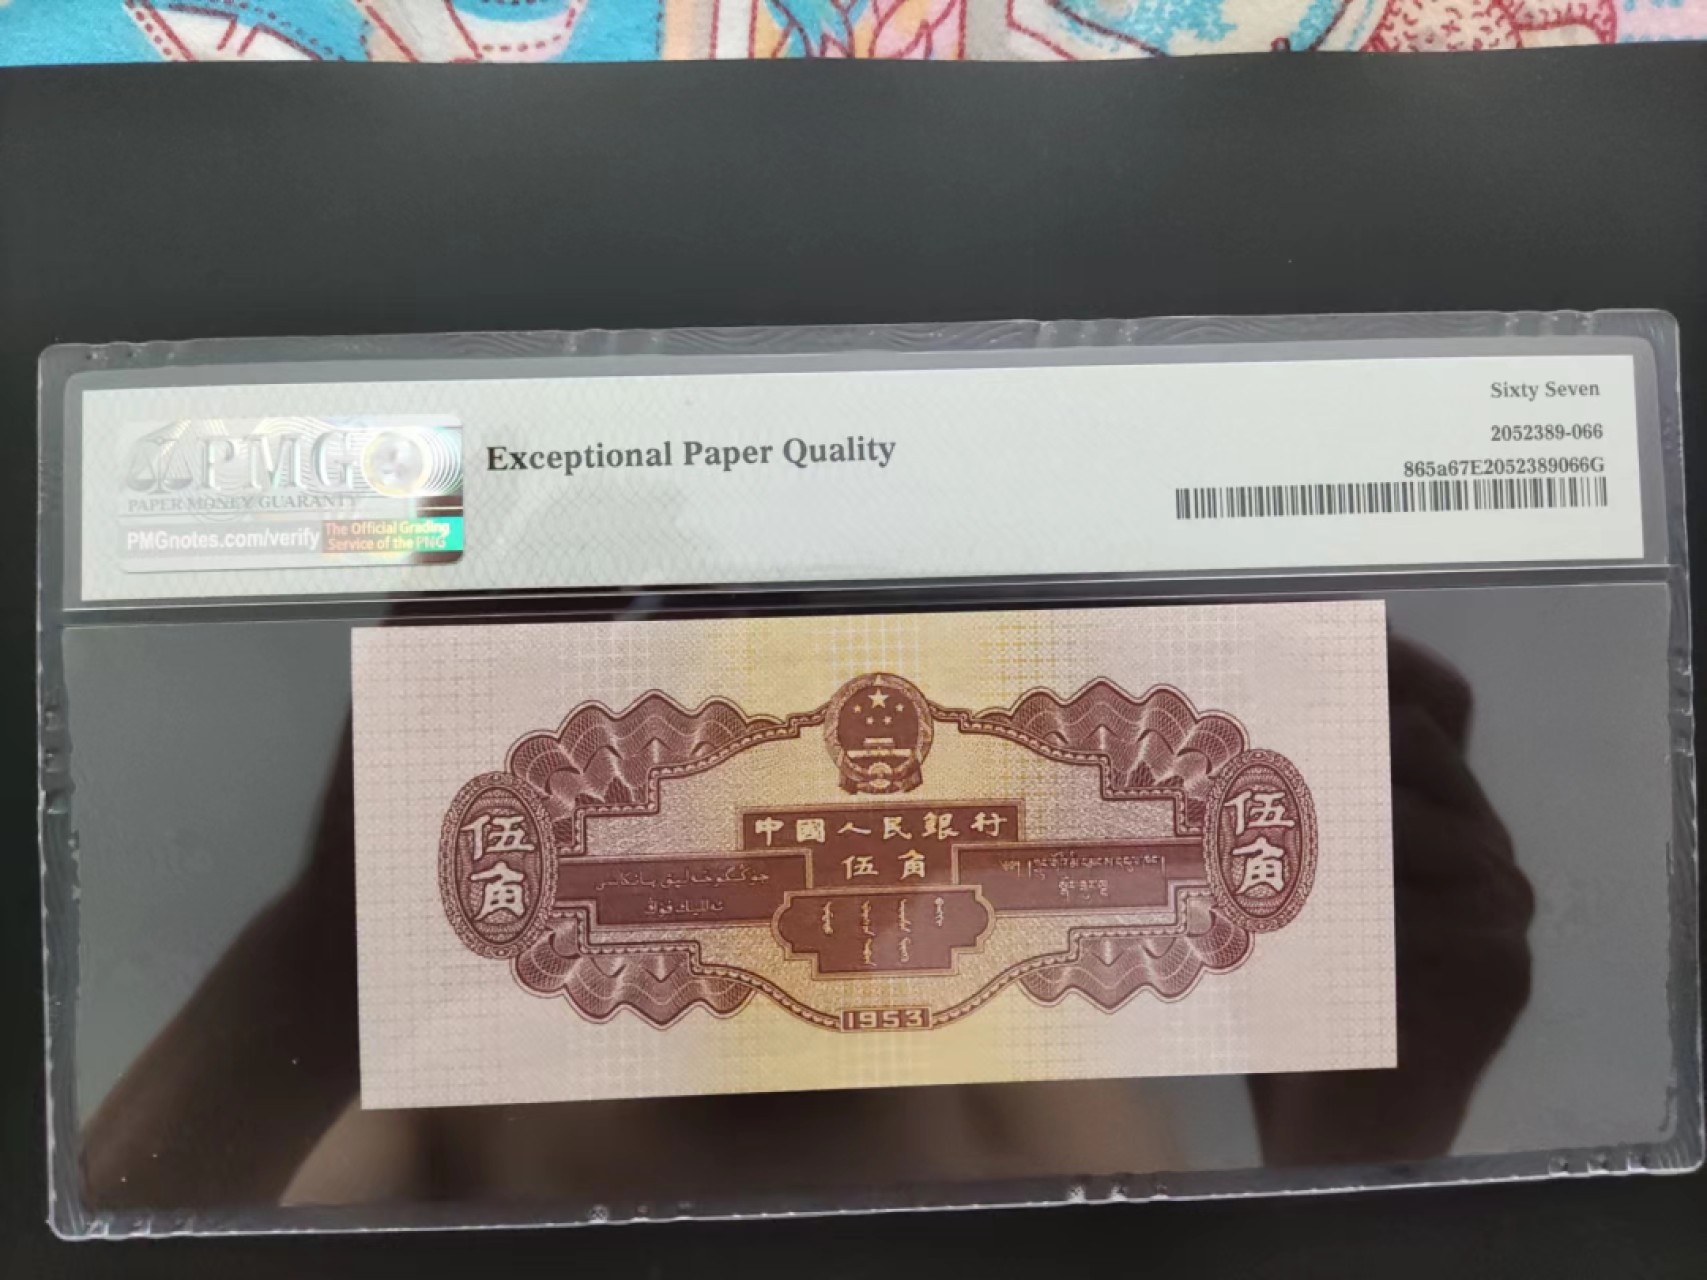 Sixty Seven
2052389-066
865a67E2052389066G
PMG
PAPER MONEY GUARANTY
PMGnotes.com/verify
The Official Grading
Service of the PNG
Exceptional Paper Quality
中國人民銀行
伍角
伍角
伍角
1953